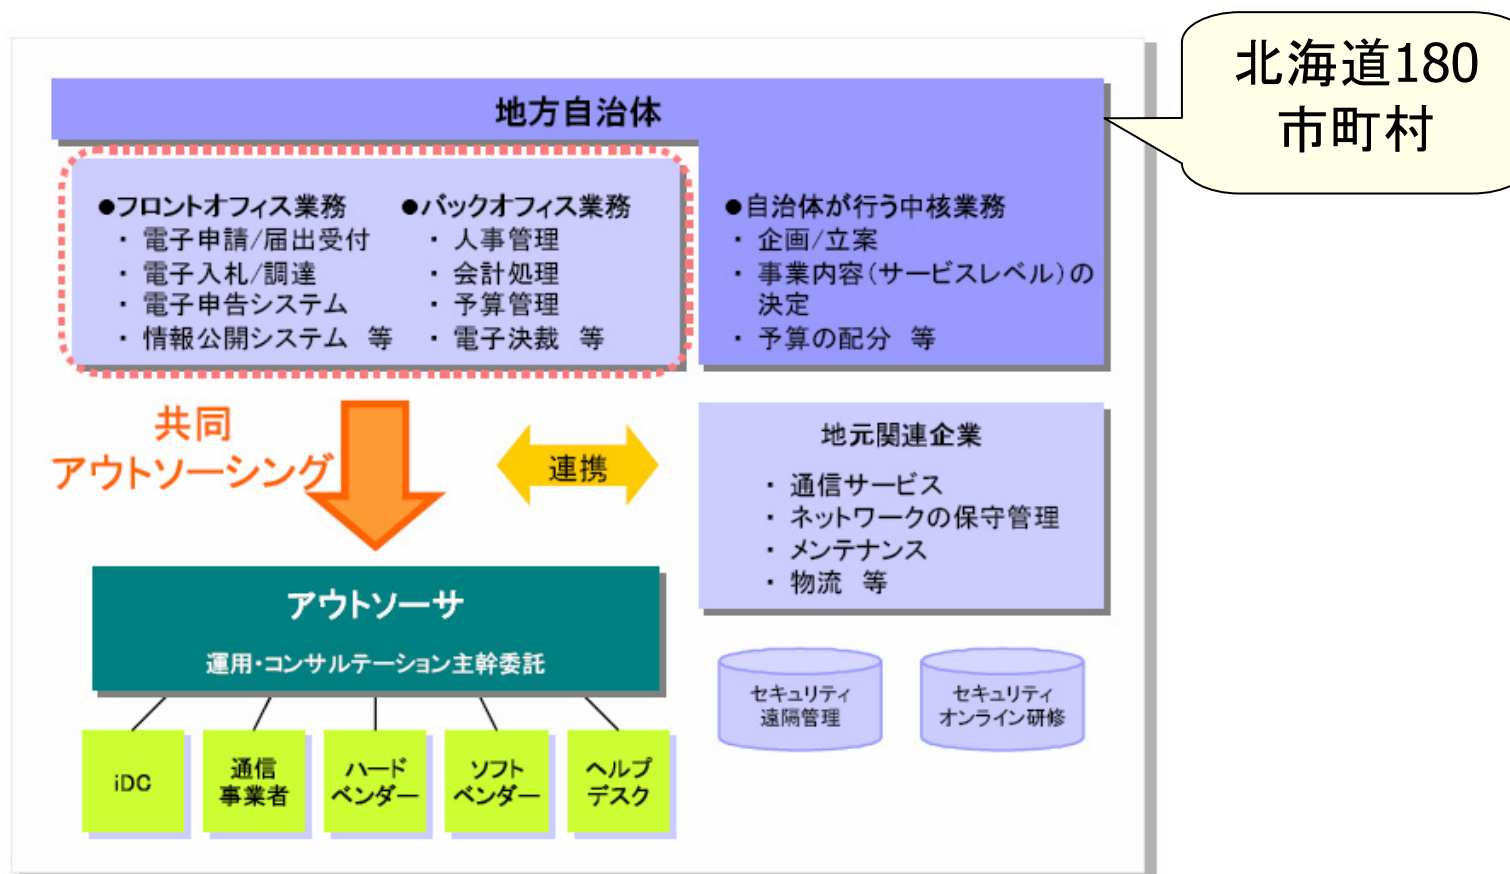 北海道180
市町村
地方自治体
●フロントオフィス業務
・ 電子申請/届出受付
・ 電子入札/調達
・ 電子申告システム
・ 情報公開システム 等
●バックオフィス業務
・ 人事管理
・ 会計処理
・ 予算管理
・ 電子決裁 等
●自治体が行う中核業務
・ 企画/立案
・ 事業内容(サービスレベル)の
決定
・ 予算の配分 等
共同
アウトソーシング
連携
地元関連企業
・ 通信サービス
・ ネットワークの保守管理
・ メンテナンス
・ 物流 等
アウトソーサ
運用・コンサルテーション主幹委託
セキュリティ
遠隔管理
セキュリティ
オンライン研修
iDC
通信
事業者
ハード
ベンダー
ソフト
ベンダー
ヘルプ
デスク